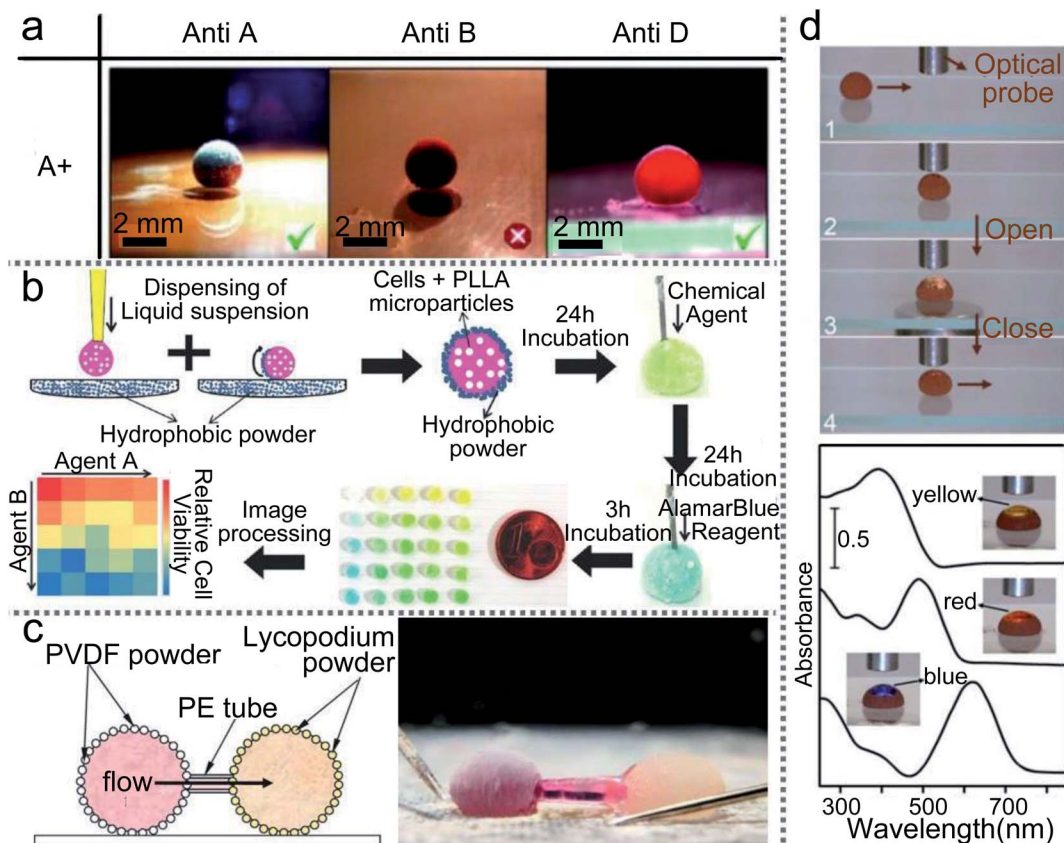 a
Anti A
Anti B
Anti D
A+
2 mm
2 mm
2 mm
b
Dispensing of
Liquid suspension
Cells + PLLA
microparticles
24h
Incubation
Chemical
Agent
Hydrophobic powder
Hydrophobic
powder
24h
Incubation
AlamarBlue
Reagent
3h
Incubation
Image
processing
Agent A
Agent B
Relative Cell
Viability
c
PVDF powder
Lycopodium
powder
PE tube
flow
d
Optical
probe
1
2
Open
3
Close
4
yellow
0.5
red
blue
Absorbance
300
500
700
Wavelength(nm)